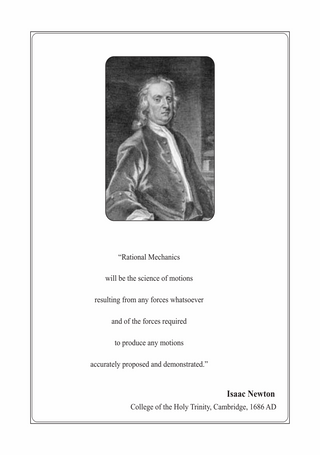 “Rational Mechanics
will be the science of motions
resulting from any forces whatsoever
and of the forces required
to produce any motions
accurately proposed and demonstrated.”
Isaac Newton
College of the Holy Trinity, Cambridge, 1686 AD